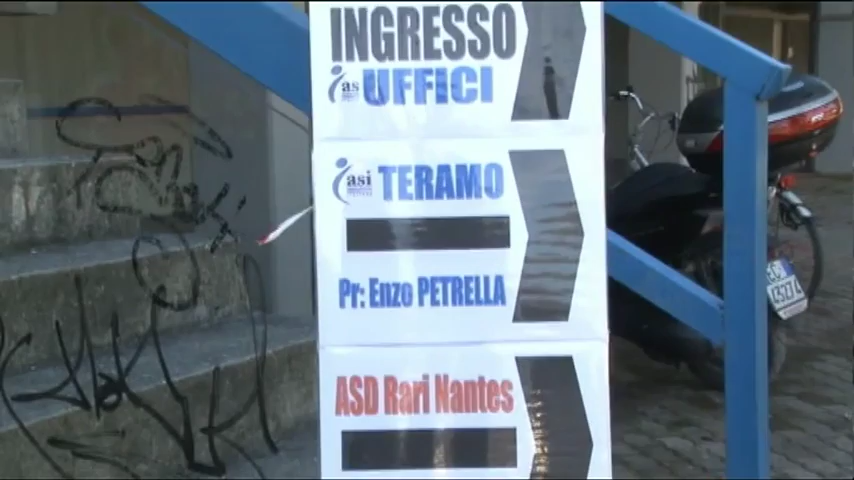 INGRESSO
asi UFFICI
asi TERAMO
Pr: Enzo PETRELLA
ASD Rari Nantes